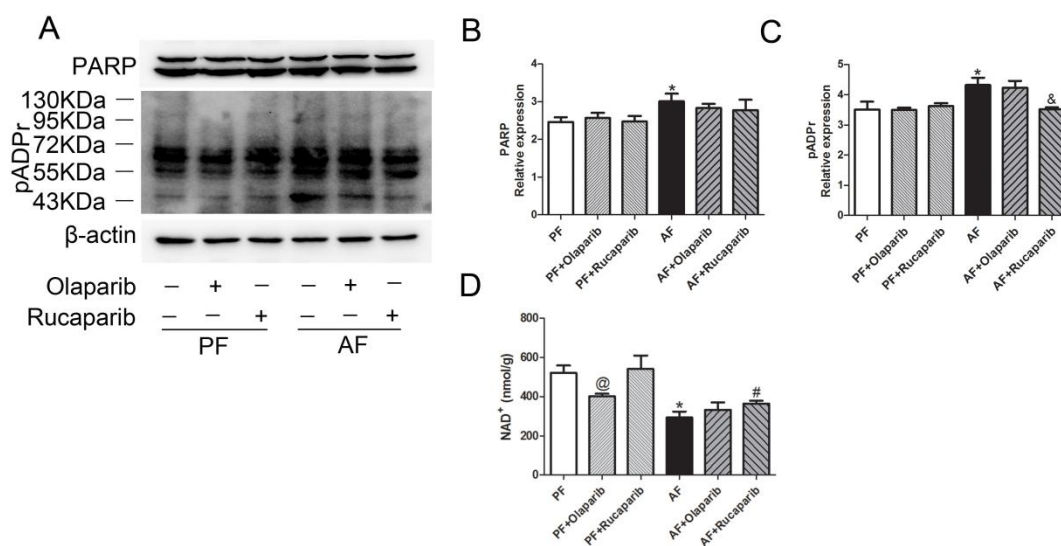 A
PARP
130KDa
95KDa
72KDa
55KDa
43KDa
pADPr
β-actin
Olaparib – + – – + –
Rucaparib – – + – – +
PF AF
B
PARP
Relative expression
4
3
2
1
0
*
PF
PF+Olaparib
PF+Rucaparib
AF
AF+Olaparib
AF+Rucaparib
C
pADPr
Relative expression
5
4
3
2
1
0
*
&
PF
PF+Olaparib
PF+Rucaparib
AF
AF+Olaparib
AF+Rucaparib
D
NAD+ (nmol/g)
800
600
400
200
0
@
*
#
PF
PF+Olaparib
PF+Rucaparib
AF
AF+Olaparib
AF+Rucaparib